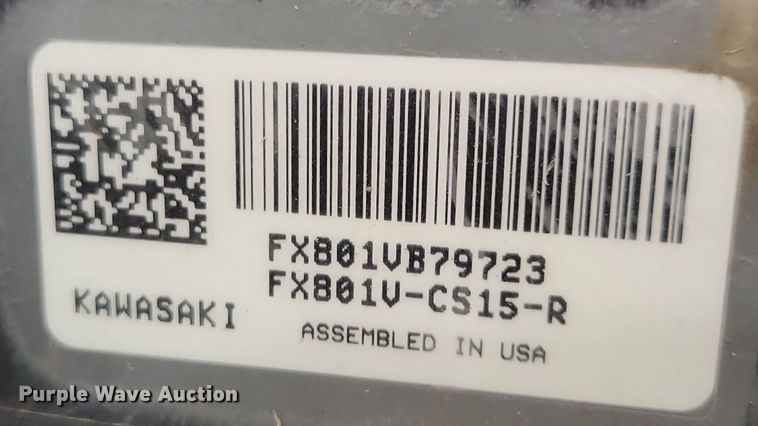 FX801VB79723
FX801V-CS15-R
KAWASAKI
ASSEMBLED IN USA
Purple Wave Auction